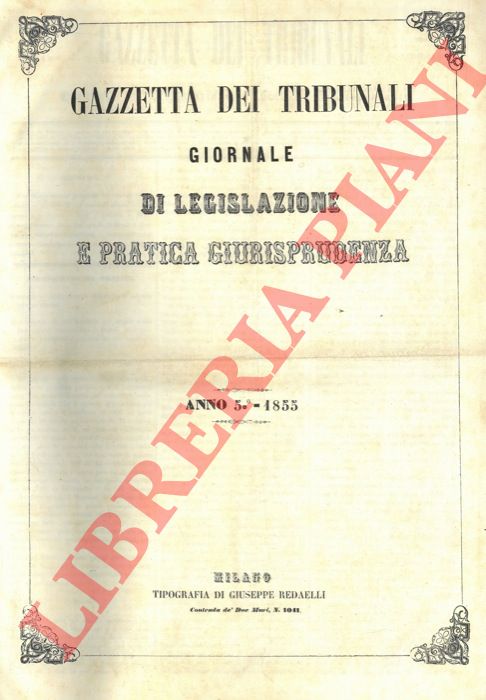 GAZZETTA DEI TRIBUNALI
GIORNALE
DI LEGISLAZIONE
E PRATICA GIURISPRUDENZA
ANNO 5.° - 1855
MILANO
TIPOGRAFIA DI GIUSEPPE REDAELLI
Contrada de' Due Muri, N. 1041.
LIBRERIA PIANI